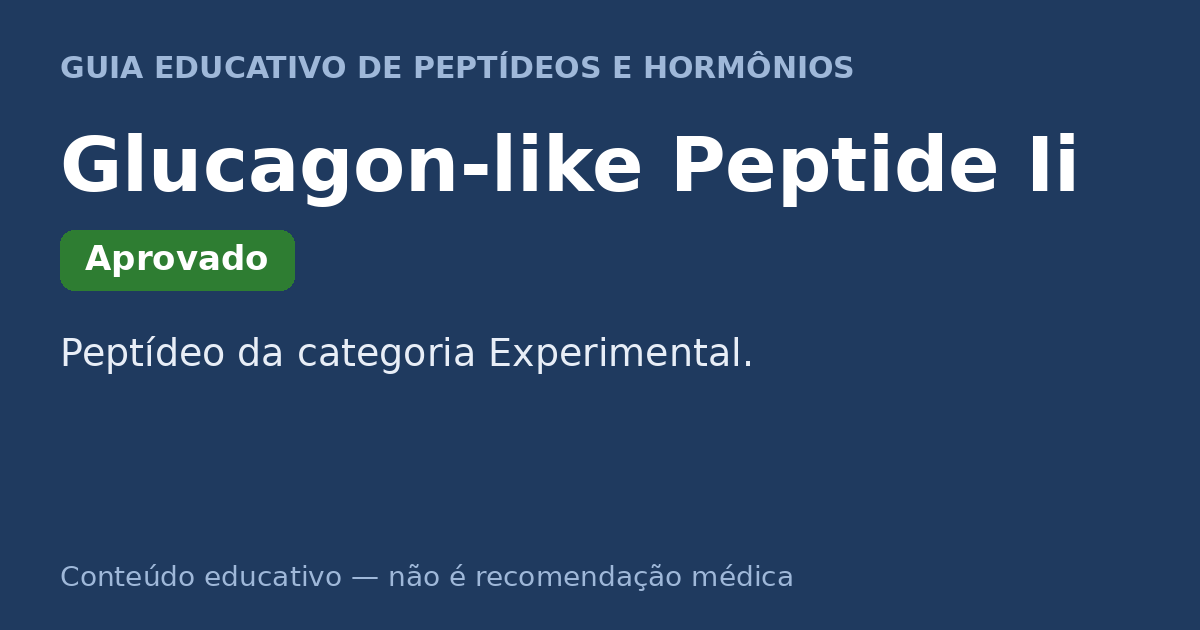 GUIA EDUCATIVO DE PEPTÍDEOS E HORMÔNIOS
Glucagon-like Peptide Ii
Aprovado
Peptídeo da categoria Experimental.
Conteúdo educativo — não é recomendação médica